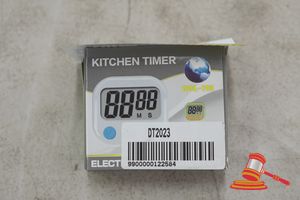 KITCHEN TIMER
88:88
M S
DT2023
ELECT
9900000122584